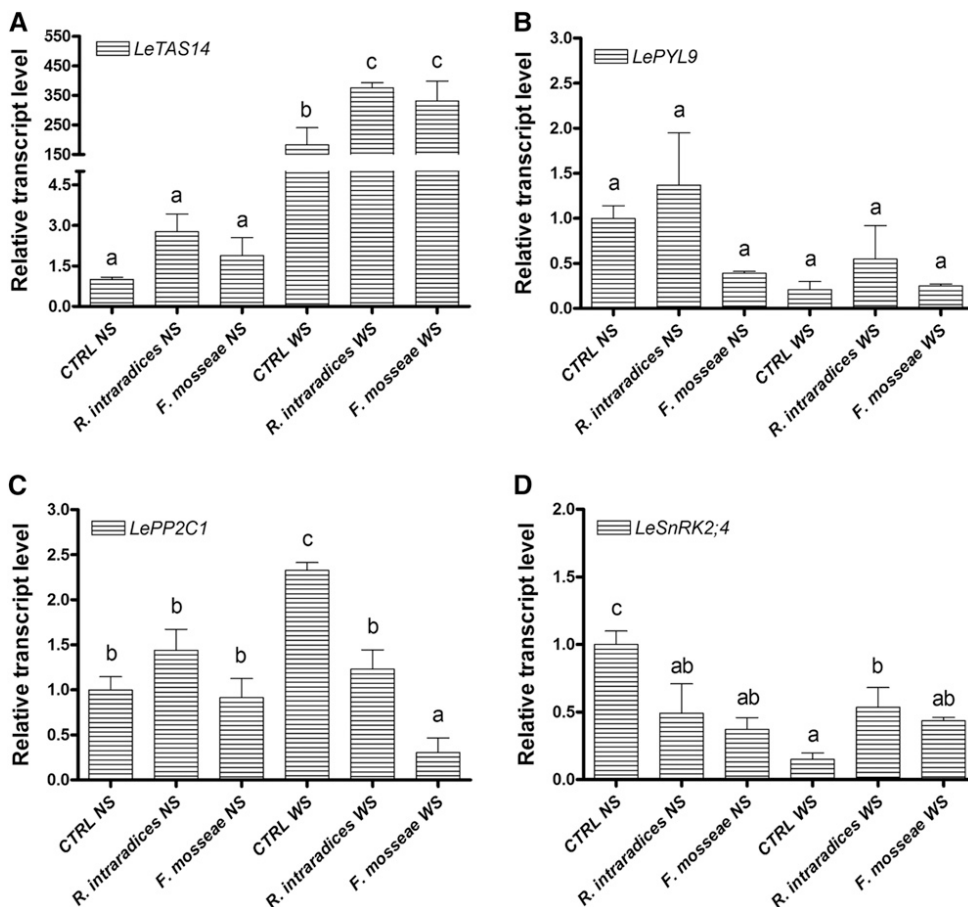 A
LeTAS14
Relative transcript level
550
450
350
250
150
4.5
3.0
1.5
0.0
a
a
a
b
c
c
CTRL NS
R. intraradices NS
F. mosseae NS
CTRL WS
R. intraradices WS
F. mosseae WS
B
LePYL9
Relative transcript level
3.0
2.5
2.0
1.5
1.0
0.5
0.0
a
a
a
a
a
a
CTRL NS
R. intraradices NS
F. mosseae NS
CTRL WS
R. intraradices WS
F. mosseae WS
C
LePP2C1
Relative transcript level
3.0
2.5
2.0
1.5
1.0
0.5
0.0
b
b
b
c
b
a
CTRL NS
R. intraradices NS
F. mosseae NS
CTRL WS
R. intraradices WS
F. mosseae WS
D
LeSnRK2;4
Relative transcript level
2.0
1.5
1.0
0.5
0.0
c
ab
ab
a
b
ab
CTRL NS
R. intraradices NS
F. mosseae NS
CTRL WS
R. intraradices WS
F. mosseae WS